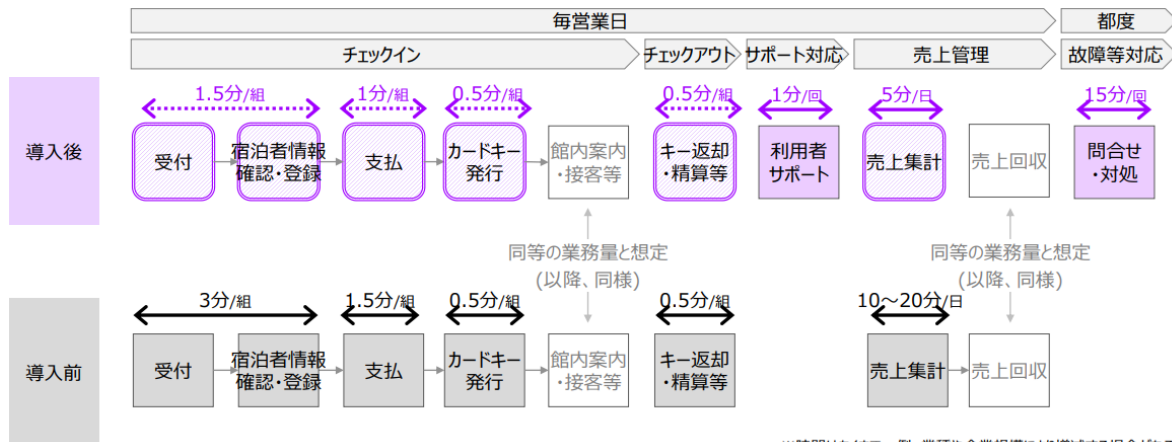 毎営業日
都度
チェックイン
チェックアウト
サポート対応
売上管理
故障等対応
導入後
1.5分/組
1分/組
0.5分/組
0.5分/組
1分/回
5分/日
15分/回
受付
宿泊者情報
確認・登録
支払
カードキー
発行
館内案内
・接客等
キー返却
・精算等
利用者
サポート
売上集計
売上回収
問合せ
・対処
同等の業務量と想定
(以降、同様)
同等の業務量と想定
(以降、同様)
導入前
3分/組
1.5分/組
0.5分/組
0.5分/組
10～20分/日
受付
宿泊者情報
確認・登録
支払
カードキー
発行
館内案内
・接客等
キー返却
・精算等
売上集計
売上回収